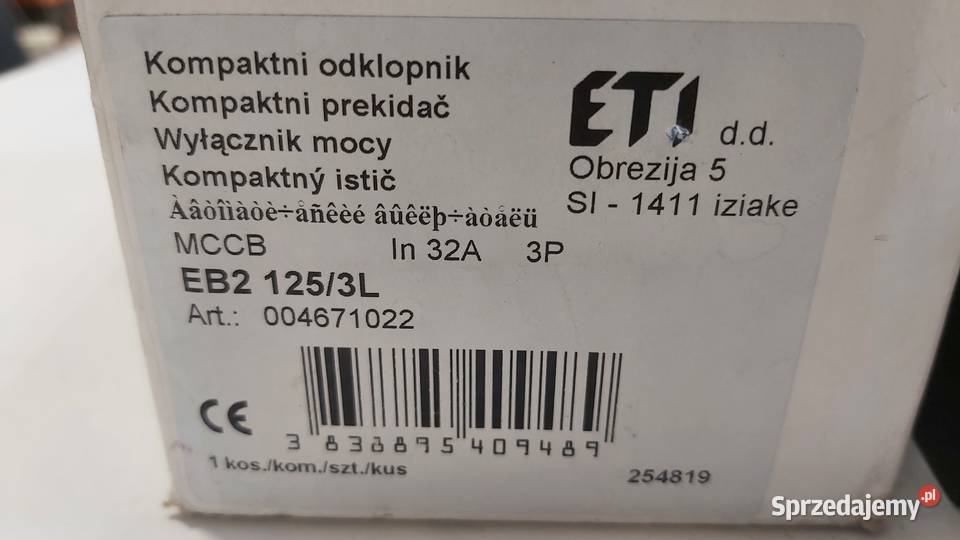 Kompaktni odklopnik
Kompaktni prekidač
Wyłącznik mocy
Kompaktný istič
Àâòîìàòè÷åñêèé âûêëþ÷àòåëü
MCCB In 32A 3P
EB2 125/3L
Art.: 004671022
ETI d.d.
Obrezija 5
SI - 1411 iziake
CE
3 838895 409489
1 kos./kom./szt./kus
254819
Sprzedajemy.pl